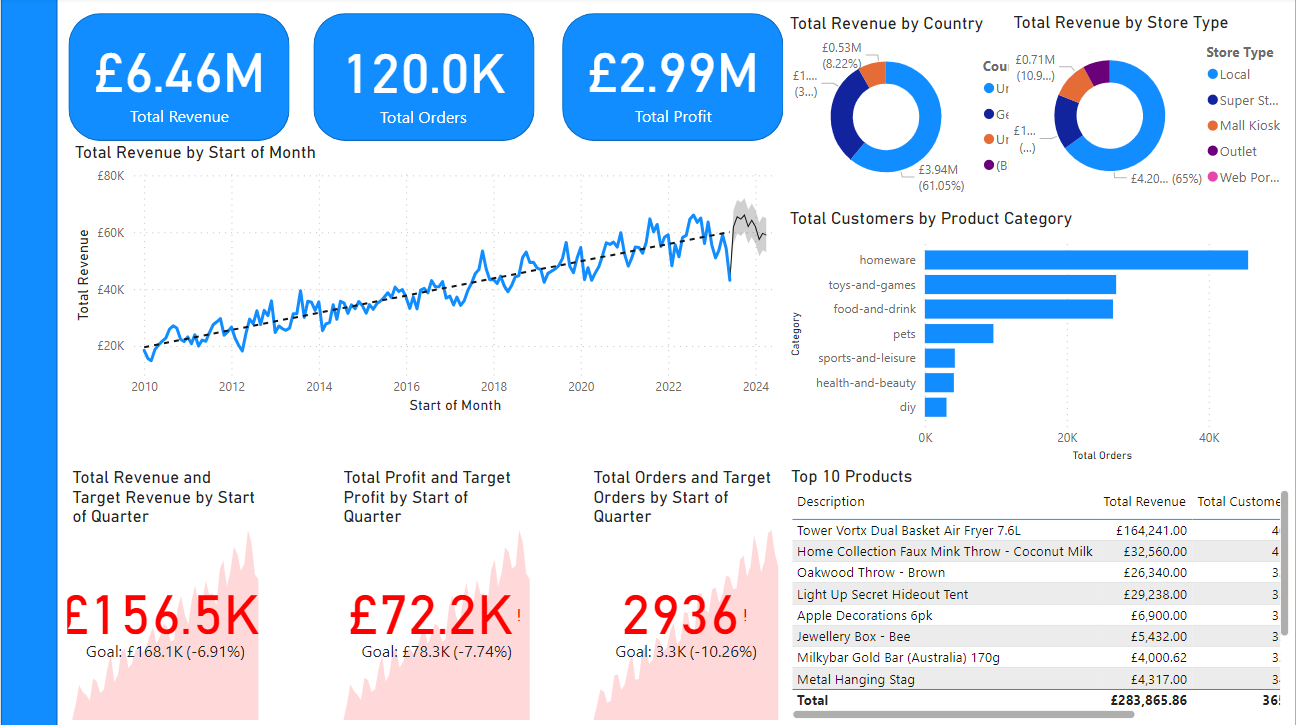 £6.46M
Total Revenue
120.0K
Total Orders
£2.99M
Total Profit
Total Revenue by Country
£0.53M
(8.22%)
£1....
(3...)
£3.94M
(61.05%)
Cou
Un
Ge
Un
(B
Total Revenue by Store Type
£0.71M
(10.9...)
£1...
(...)
£4.20... (65%)
Store Type
Local
Super St...
Mall Kiosk
Outlet
Web Por...
Total Revenue by Start of Month
Total Revenue
£80K
£60K
£40K
£20K
2010
2012
2014
2016
2018
2020
2022
2024
Start of Month
Total Customers by Product Category
Category
homeware
toys-and-games
food-and-drink
pets
sports-and-leisure
health-and-beauty
diy
0K
20K
40K
Total Orders
Total Revenue and
Target Revenue by Start
of Quarter
£156.5K
Goal: £168.1K (-6.91%)
Total Profit and Target
Profit by Start of
Quarter
£72.2K!
Goal: £78.3K (-7.74%)
Total Orders and Target
Orders by Start of
Quarter
2936!
Goal: 3.3K (-10.26%)
Top 10 Products
Description Total Revenue Total Custome
Tower Vortx Dual Basket Air Fryer 7.6L £164,241.00 4
Home Collection Faux Mink Throw - Coconut Milk £32,560.00 4
Oakwood Throw - Brown £26,340.00 3
Light Up Secret Hideout Tent £29,238.00 3
Apple Decorations 6pk £6,900.00 3
Jewellery Box - Bee £5,432.00 3
Milkybar Gold Bar (Australia) 170g £4,000.62 3
Metal Hanging Stag £4,317.00 3
Total £283,865.86 365